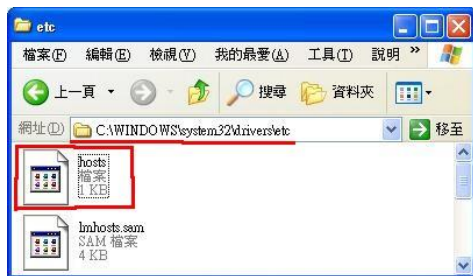 etc
檔案(F) 編輯(E) 檢視(V) 我的最愛(A) 工具(T) 說明 »
上一頁 搜尋 資料夾
網址(D) C:\WINDOWS\system32\drivers\etc 移至
hosts
檔案
1 KB
lmhosts.sam
SAM 檔案
4 KB